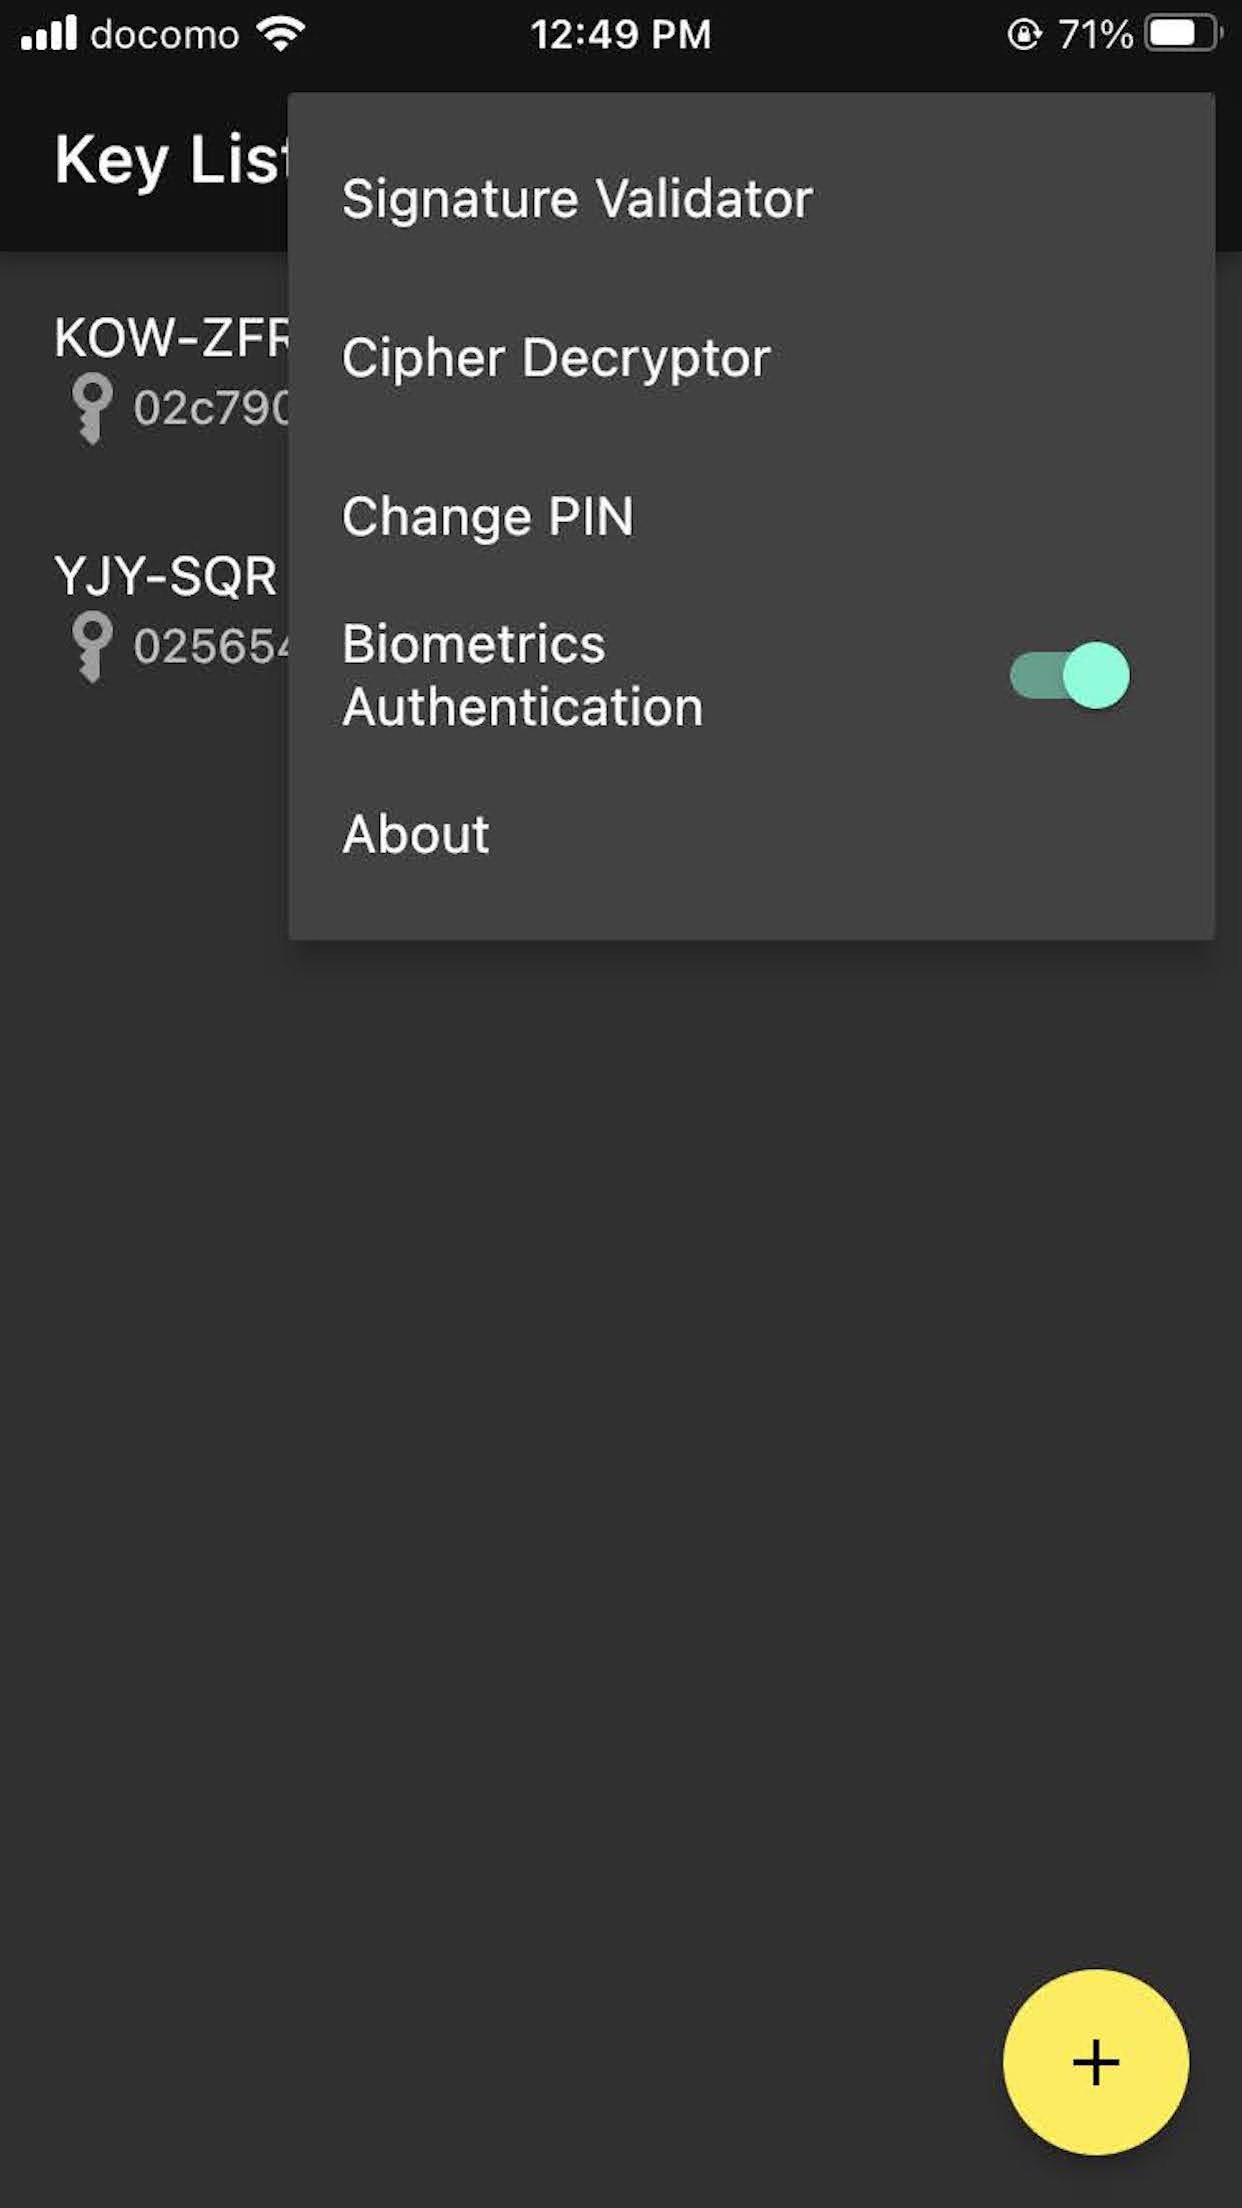 docomo
12:49 PM
71%
Key List
Signature Validator
KOW-ZFR
Cipher Decryptor
02c790
Change PIN
YJY-SQR
025654
Biometrics
Authentication
About
+